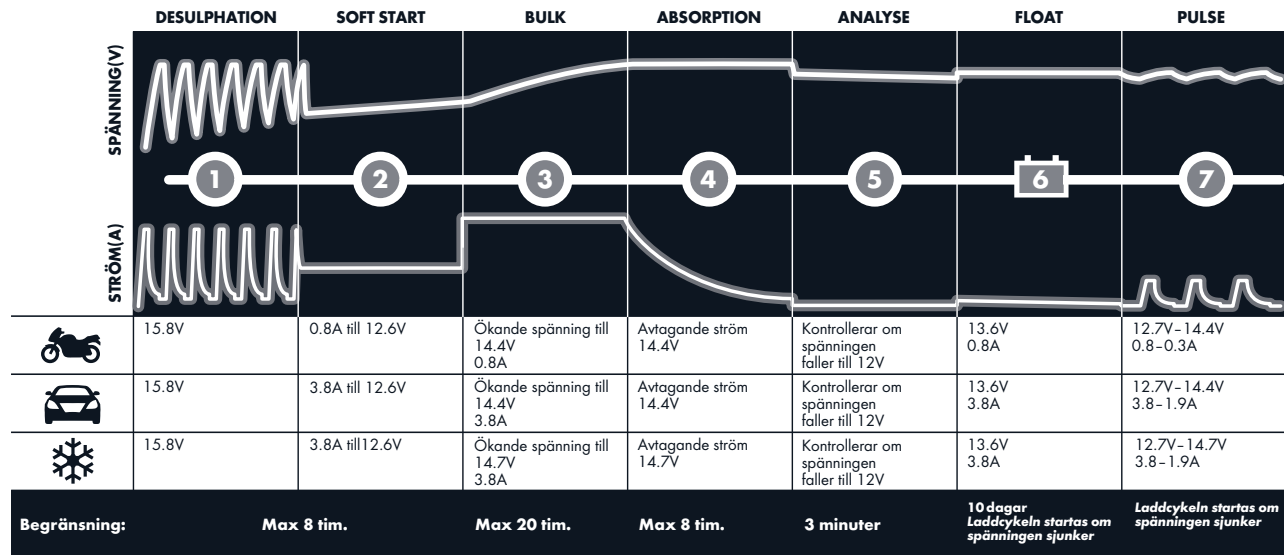 DESULPHATION
SOFT START
BULK
ABSORPTION
ANALYSE
FLOAT
PULSE
SPÄNNING(V)
1
2
3
4
5
6
7
STRÖM(A)
15.8V
0.8A till 12.6V
Ökande spänning till
14.4V
0.8A
Avtagande ström
14.4V
Kontrollerar om
spänningen
faller till 12V
13.6V
0.8A
12.7V–14.4V
0.8–0.3A
15.8V
3.8A till 12.6V
Ökande spänning till
14.4V
3.8A
Avtagande ström
14.4V
Kontrollerar om
spänningen
faller till 12V
13.6V
3.8A
12.7V–14.4V
3.8–1.9A
15.8V
3.8A till12.6V
Ökande spänning till
14.7V
3.8A
Avtagande ström
14.7V
Kontrollerar om
spänningen
faller till 12V
13.6V
3.8A
12.7V–14.7V
3.8–1.9A
Begränsning:
Max 8 tim.
Max 20 tim.
Max 8 tim.
3 minuter
10 dagar
Laddcykeln startas om
spänningen sjunker
Laddcykeln startas om
spänningen sjunker